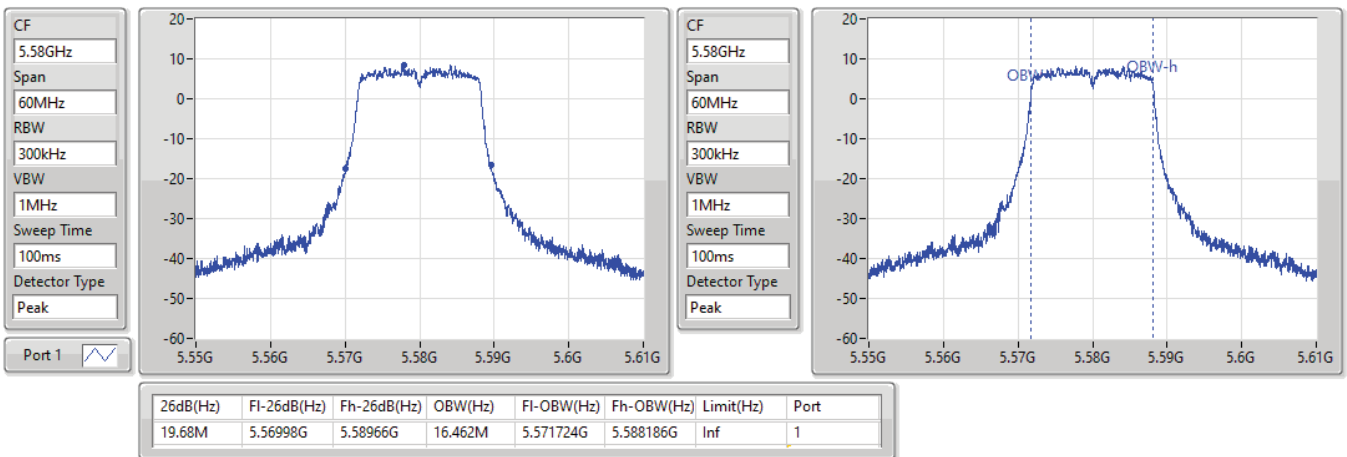 CF
5.58GHz
Span
60MHz
RBW
300kHz
VBW
1MHz
Sweep Time
100ms
Detector Type
Peak
Port 1
20-
10-
0-
-10-
-20-
-30-
-40-
-50-
-60-
5.55G 5.56G 5.57G 5.58G 5.59G 5.6G 5.61G
CF
5.58GHz
Span
60MHz
RBW
300kHz
VBW
1MHz
Sweep Time
100ms
Detector Type
Peak
20-
10-
0-
-10-
-20-
-30-
-40-
-50-
-60-
OBW-h
5.55G 5.56G 5.57G 5.58G 5.59G 5.6G 5.61G
26dB(Hz) Fl-26dB(Hz) Fh-26dB(Hz) OBW(Hz) Fl-OBW(Hz) Fh-OBW(Hz) Limit(Hz) Port
19.68M 5.56998G 5.58966G 16.462M 5.571724G 5.588186G Inf 1